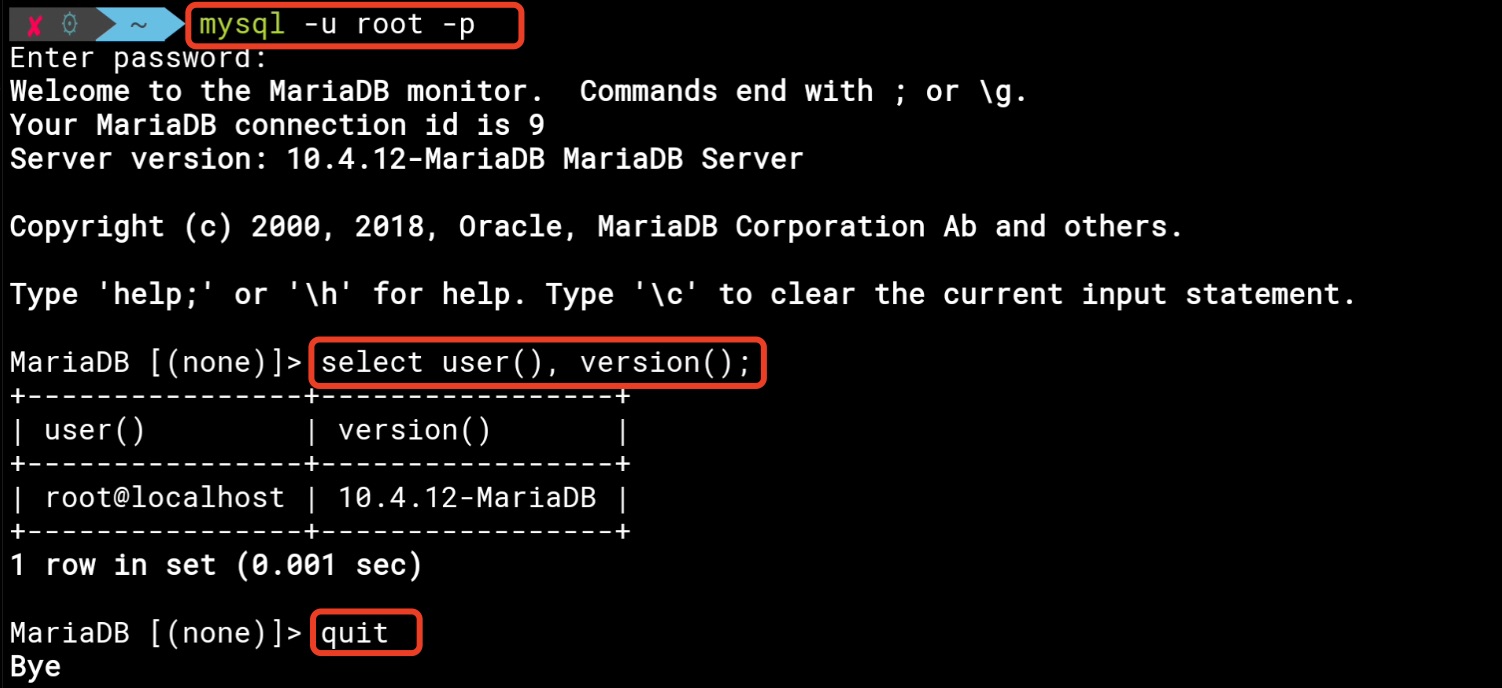 ✘ ⚙ ~ mysql -u root -p
Enter password:
Welcome to the MariaDB monitor.  Commands end with ; or \g.
Your MariaDB connection id is 9
Server version: 10.4.12-MariaDB MariaDB Server

Copyright (c) 2000, 2018, Oracle, MariaDB Corporation Ab and others.

Type 'help;' or '\h' for help. Type '\c' to clear the current input statement.

MariaDB [(none)]> select user(), version();
+----------------+-----------------+
| user()         | version()       |
+----------------+-----------------+
| root@localhost | 10.4.12-MariaDB |
+----------------+-----------------+
1 row in set (0.001 sec)

MariaDB [(none)]> quit
Bye